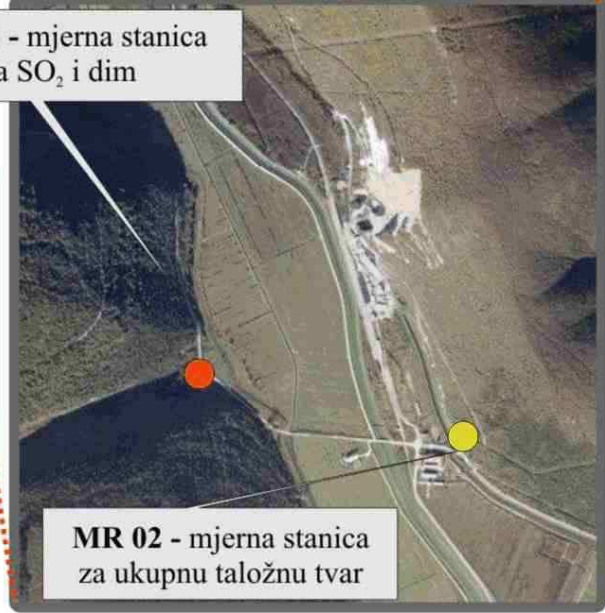 - mjerna stanica
a SO₂ i dim
MR 02 - mjerna stanica
za ukupnu taložnu tvar